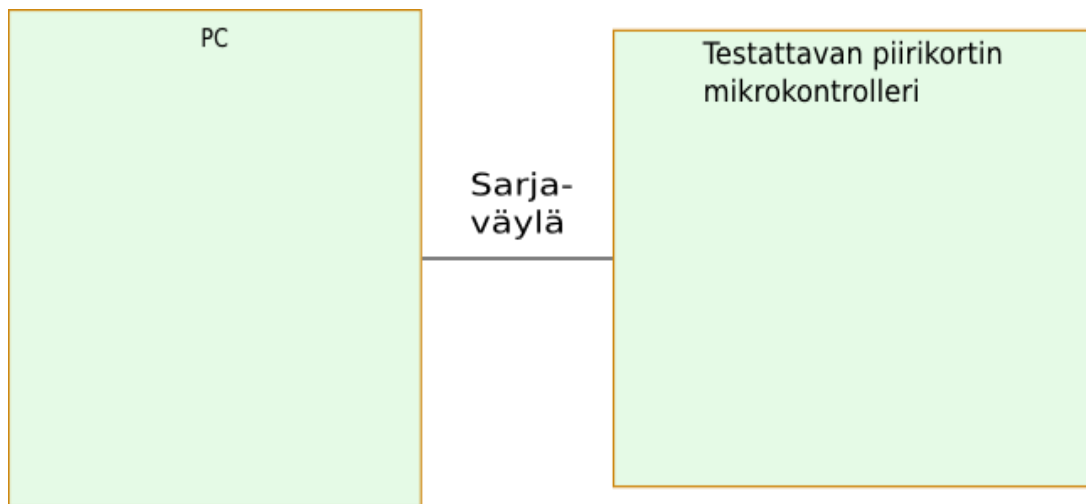 PC
Testattavan piirikortin
mikrokontrolleri
Sarja-
väylä